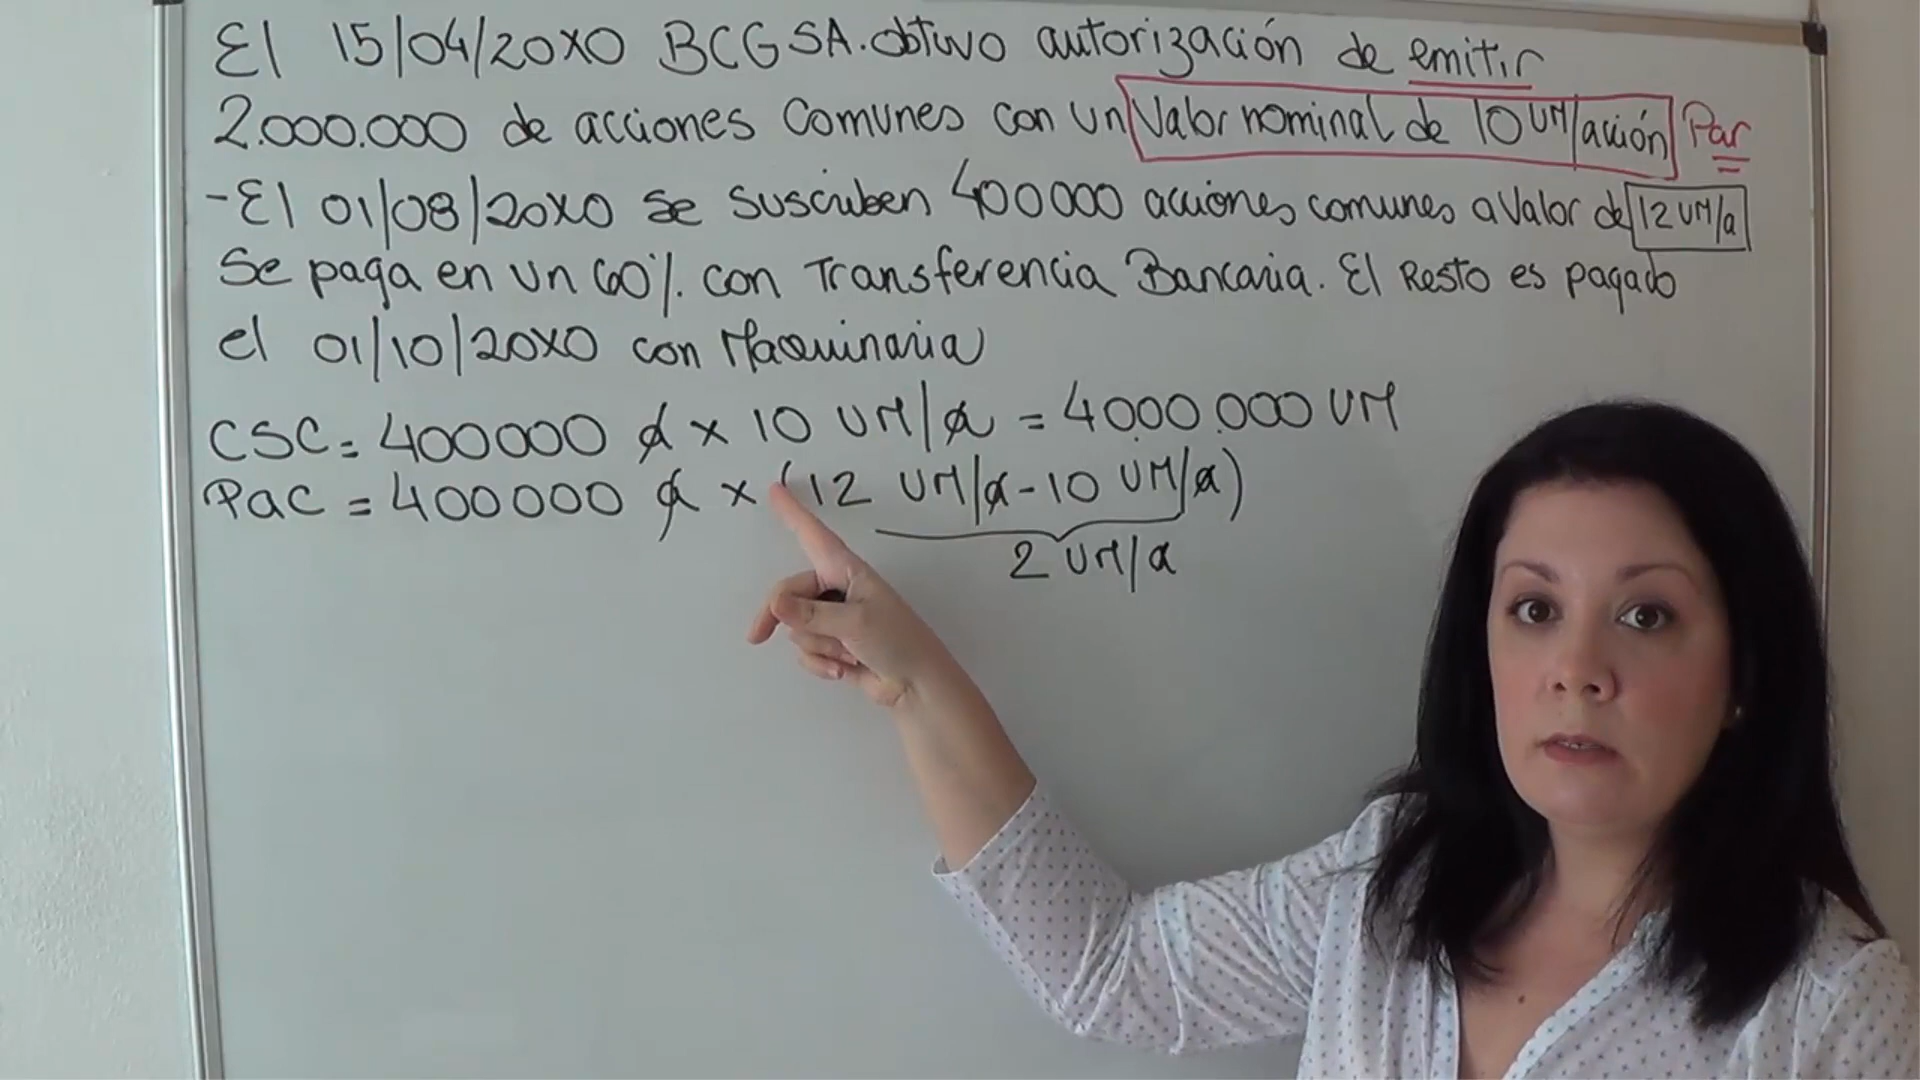 El 15/04/20X0 BCG SA. obtuvo autorización de emitir
2.000.000 de acciones comunes con un Valor nominal de 10 UM/acción Par
- El 01/08/20X0 se suscriben 400000 acciones comunes a Valor de 12 UM/a
Se paga en un 60% con Transferencia Bancaria. El Resto es pagado
el 01/10/20X0 con Maquinaria
CSC = 400000 a x 10 UM/a = 4000.000 UM
PaC = 400000 a x (12 UM/a - 10 UM/a)
2 UM/a